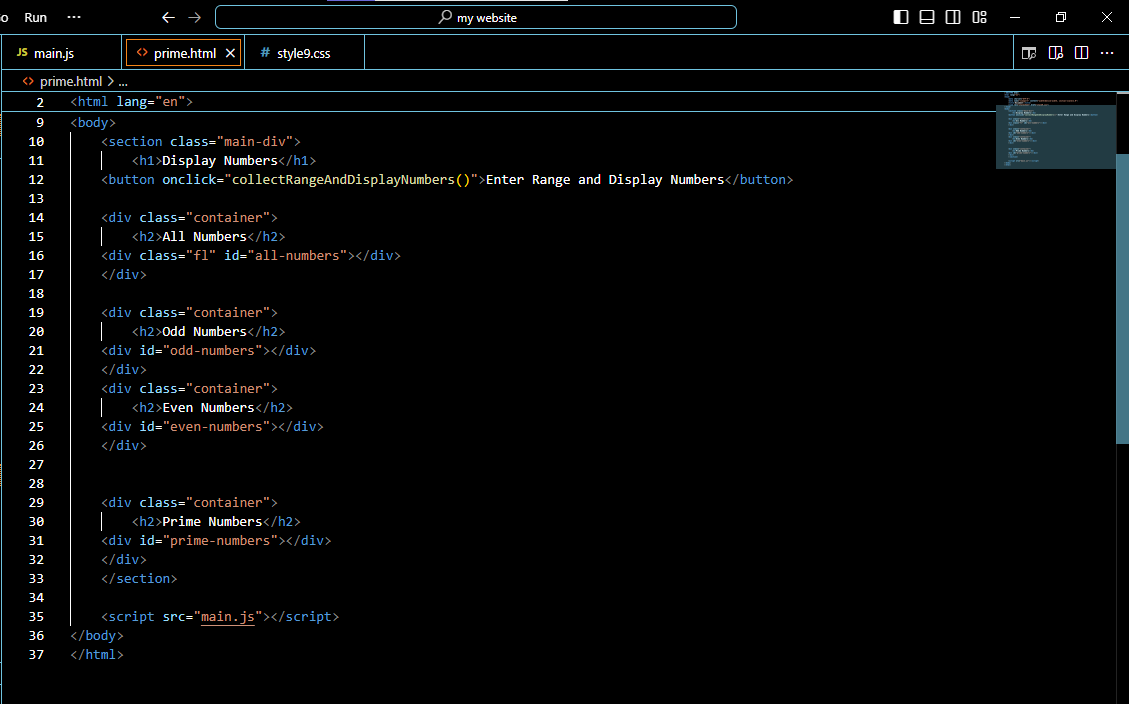 o Run ··· my website
JS main.js <> prime.html # style9.css
<> prime.html > ...
2 <html lang="en">
9 <body>
10 <section class="main-div">
11 <h1>Display Numbers</h1>
12 <button onclick="collectRangeAndDisplayNumbers()">Enter Range and Display Numbers</button>
13
14 <div class="container">
15 <h2>All Numbers</h2>
16 <div class="fl" id="all-numbers"></div>
17 </div>
18
19 <div class="container">
20 <h2>Odd Numbers</h2>
21 <div id="odd-numbers"></div>
22 </div>
23 <div class="container">
24 <h2>Even Numbers</h2>
25 <div id="even-numbers"></div>
26 </div>
27
28
29 <div class="container">
30 <h2>Prime Numbers</h2>
31 <div id="prime-numbers"></div>
32 </div>
33 </section>
34
35 <script src="main.js"></script>
36 </body>
37 </html>